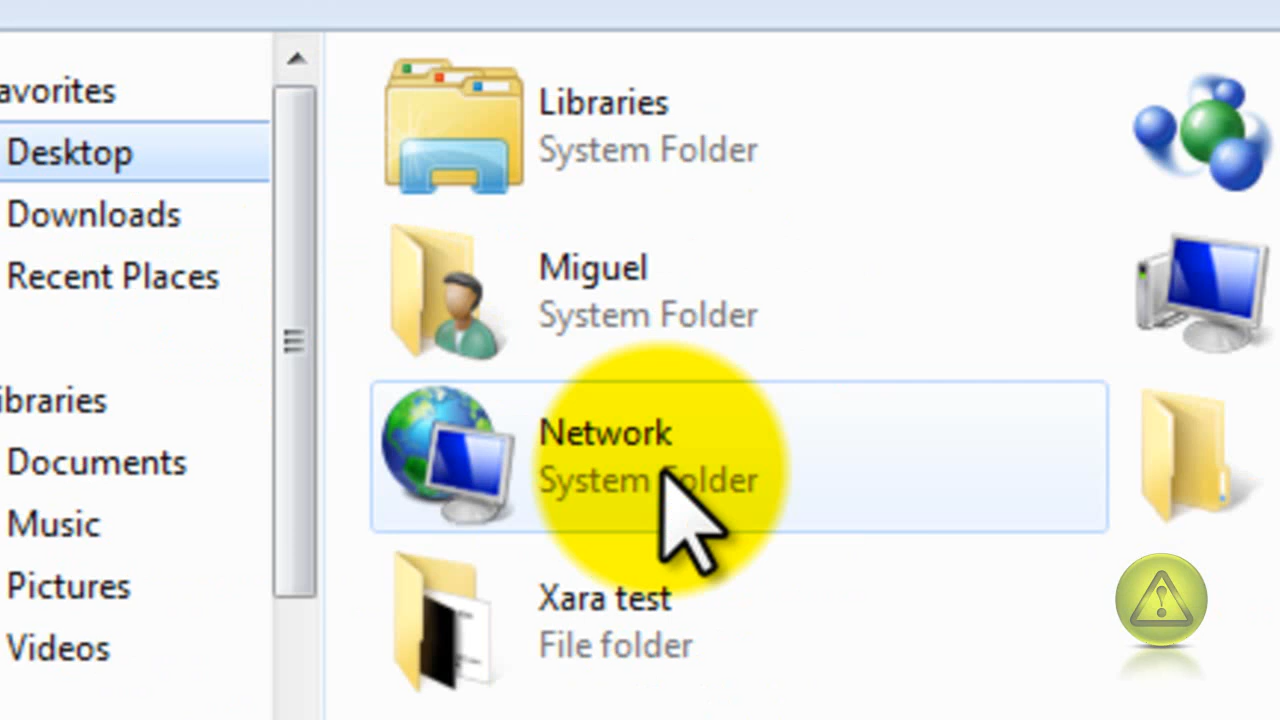 avorites
Desktop
Downloads
Recent Places
ibraries
Documents
Music
Pictures
Videos
Libraries
System Folder
Miguel
System Folder
Network
System Folder
Xara test
File folder